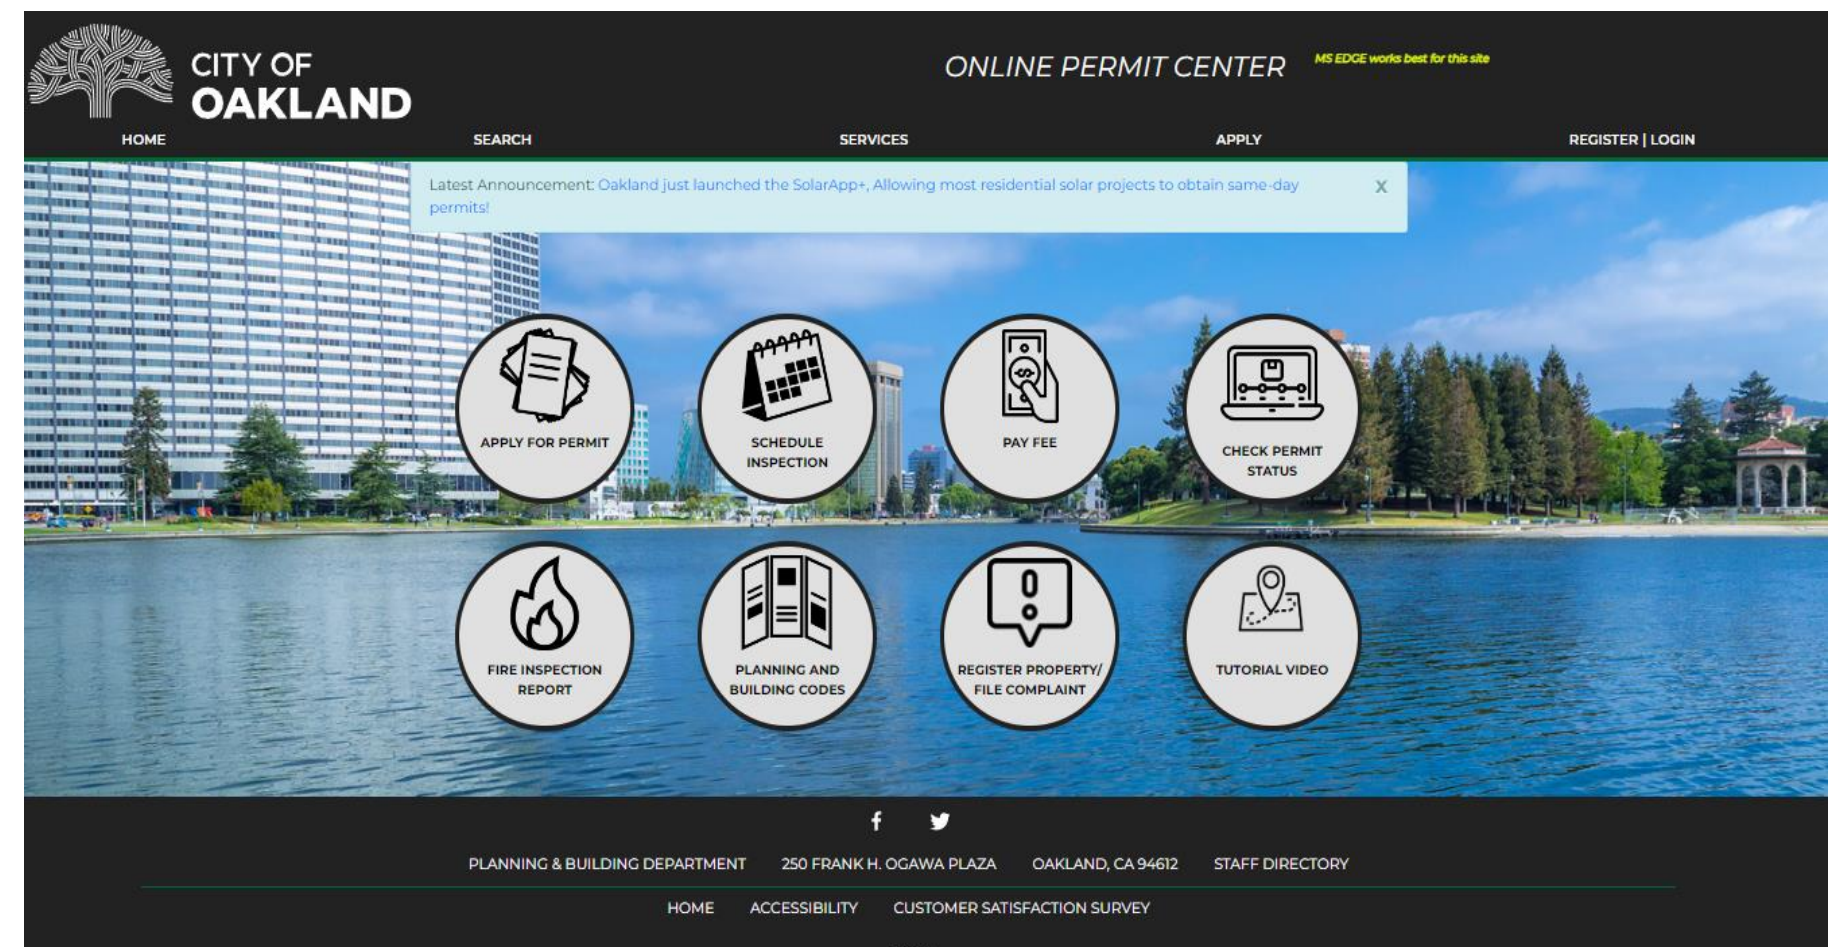 CITY OF
OAKLAND
ONLINE PERMIT CENTER
MS EDGE works best for this site
HOME
SEARCH
SERVICES
APPLY
REGISTER | LOGIN
Latest Announcement: Oakland just launched the SolarApp+, Allowing most residential solar projects to obtain same-day
permits!
X
APPLY FOR PERMIT
SCHEDULE
INSPECTION
PAY FEE
CHECK PERMIT
STATUS
FIRE INSPECTION
REPORT
PLANNING AND
BUILDING CODES
REGISTER PROPERTY/
FILE COMPLAINT
TUTORIAL VIDEO
PLANNING & BUILDING DEPARTMENT
250 FRANK H. OGAWA PLAZA
OAKLAND, CA 94612
STAFF DIRECTORY
HOME
ACCESSIBILITY
CUSTOMER SATISFACTION SURVEY